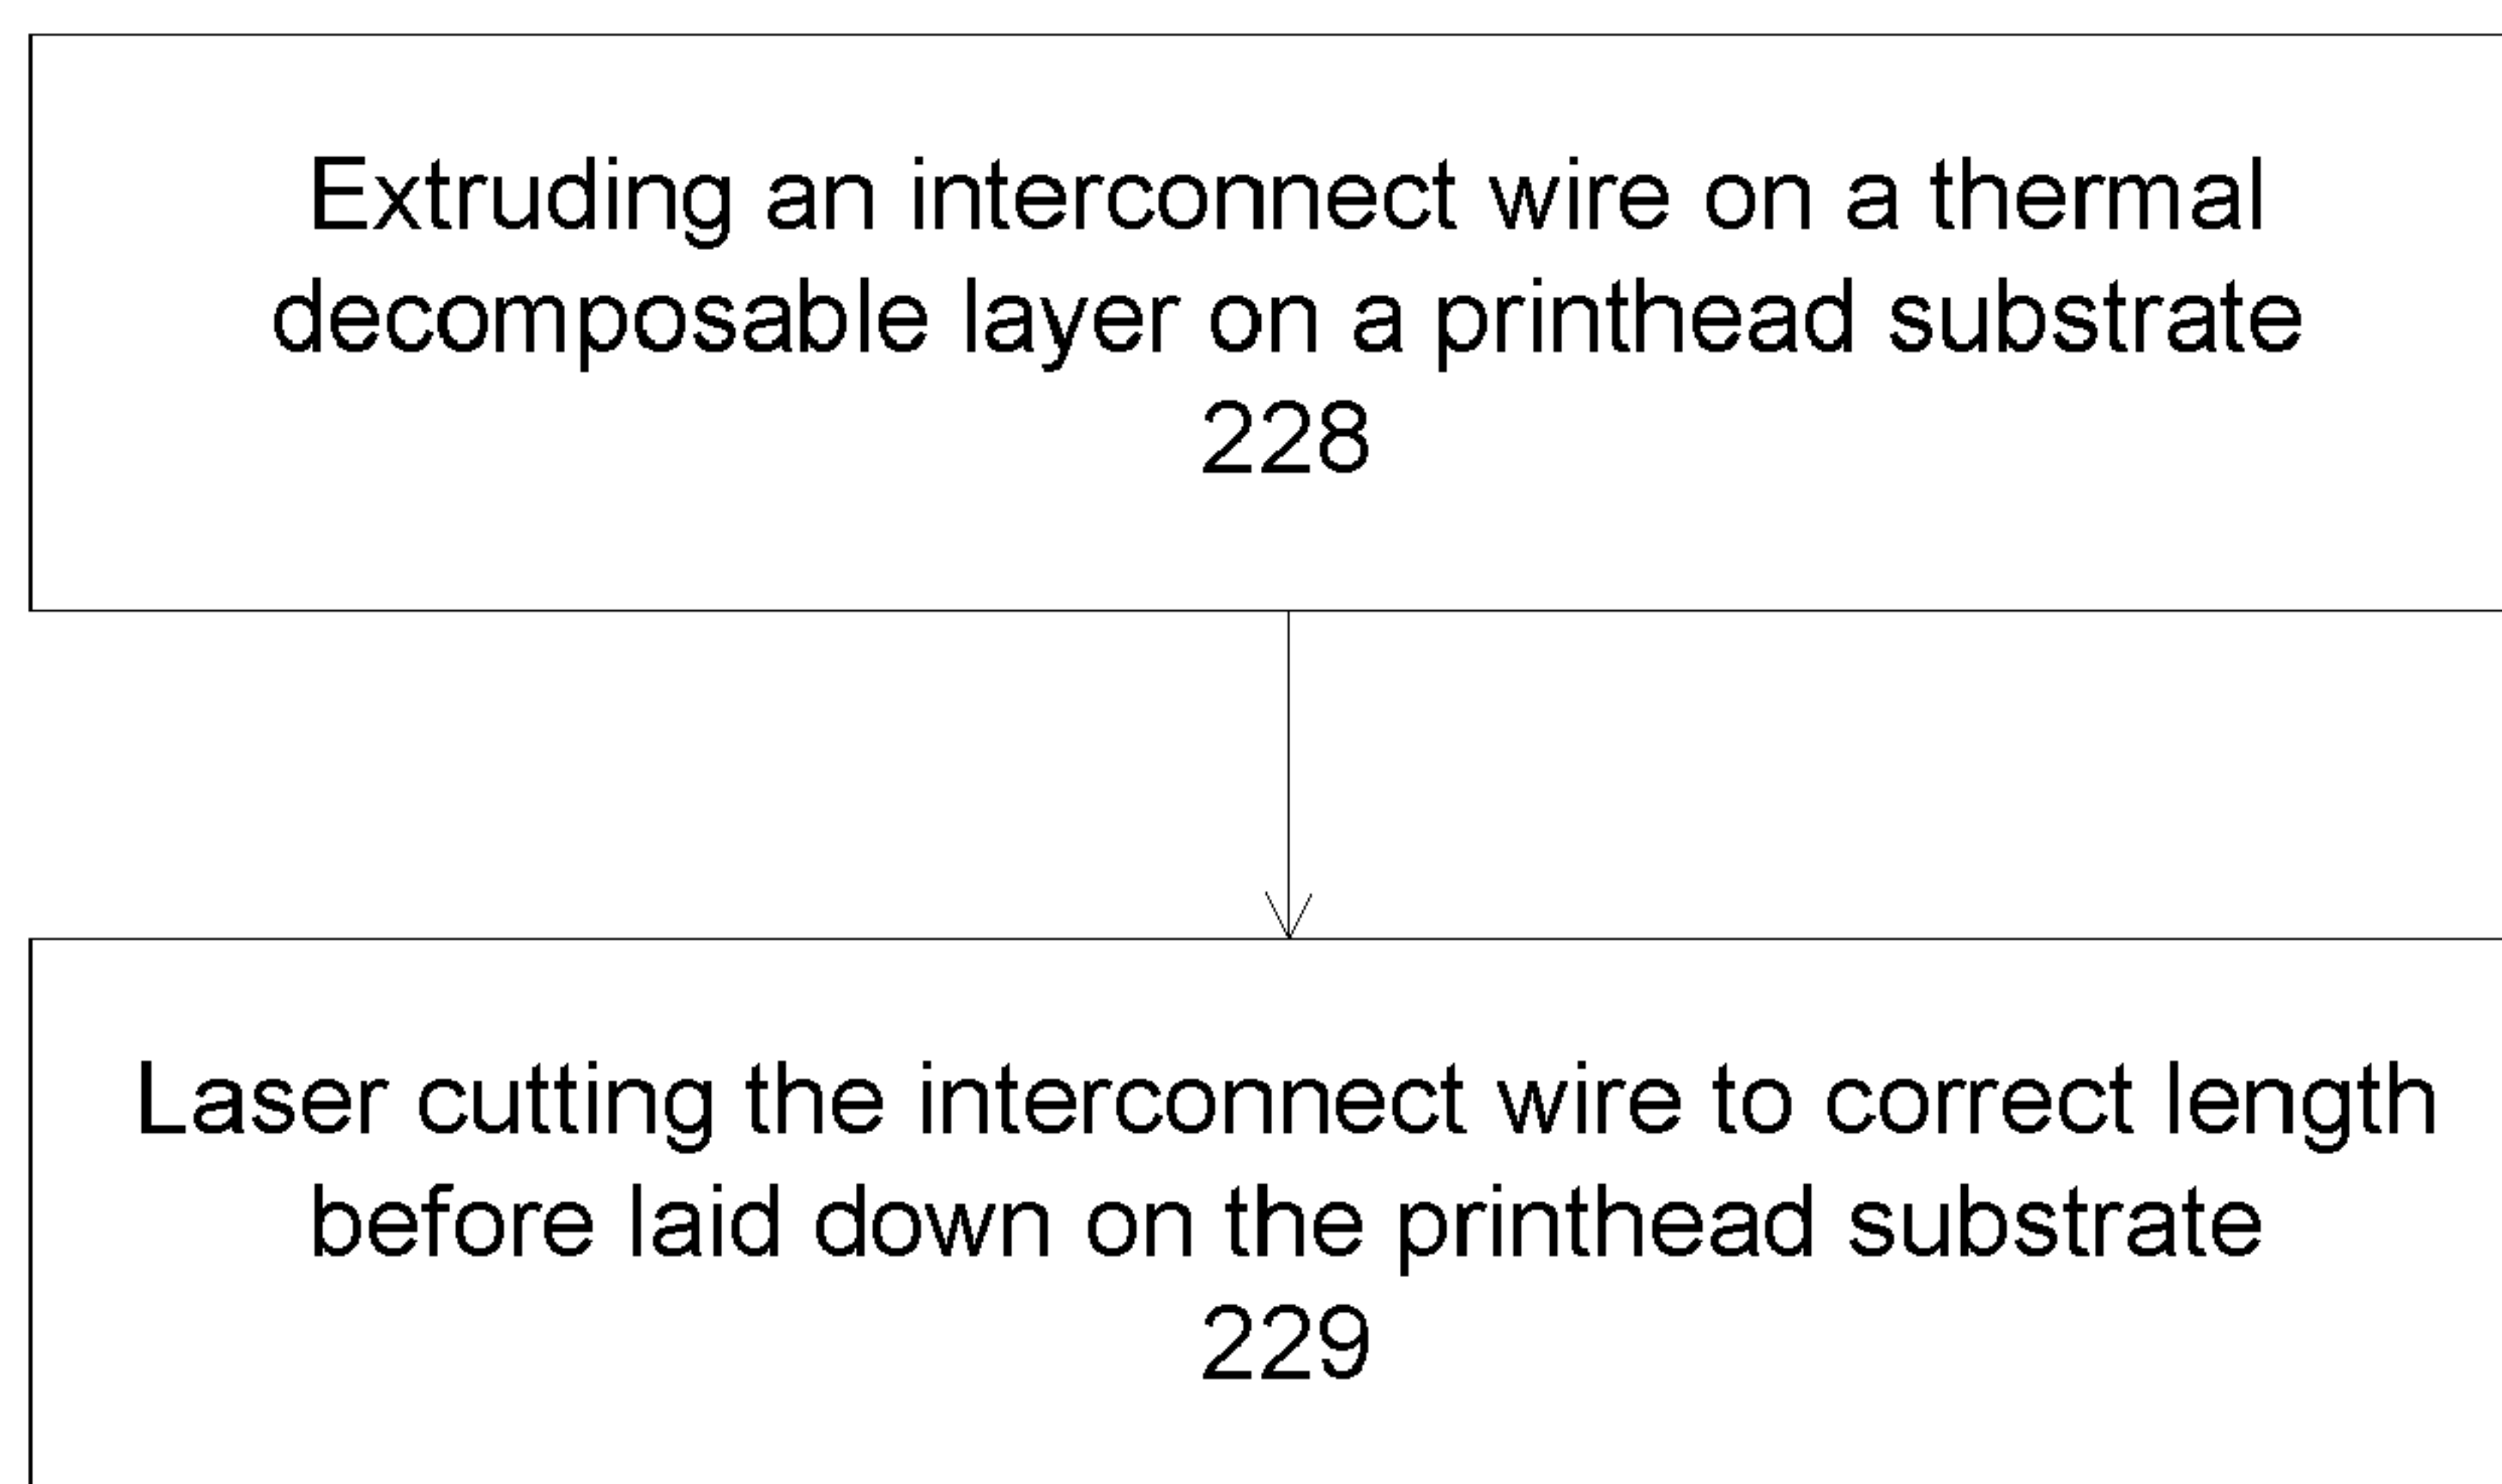 Extruding an interconnect wire on a thermal
decomposable layer on a printhead substrate
228
Laser cutting the interconnect wire to correct length
before laid down on the printhead substrate
229